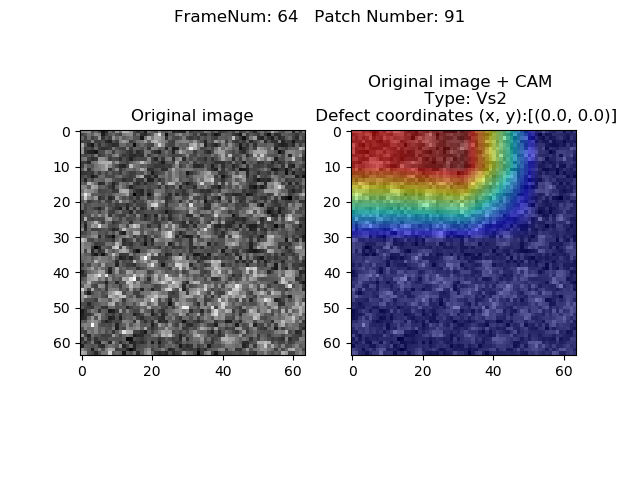 FrameNum: 64   Patch Number: 91
Original image
Original image + CAM
Type: Vs2
Defect coordinates (x, y):[(0.0, 0.0)]
0
10
20
30
40
50
60
0 20 40 60
0
10
20
30
40
50
60
0 20 40 60